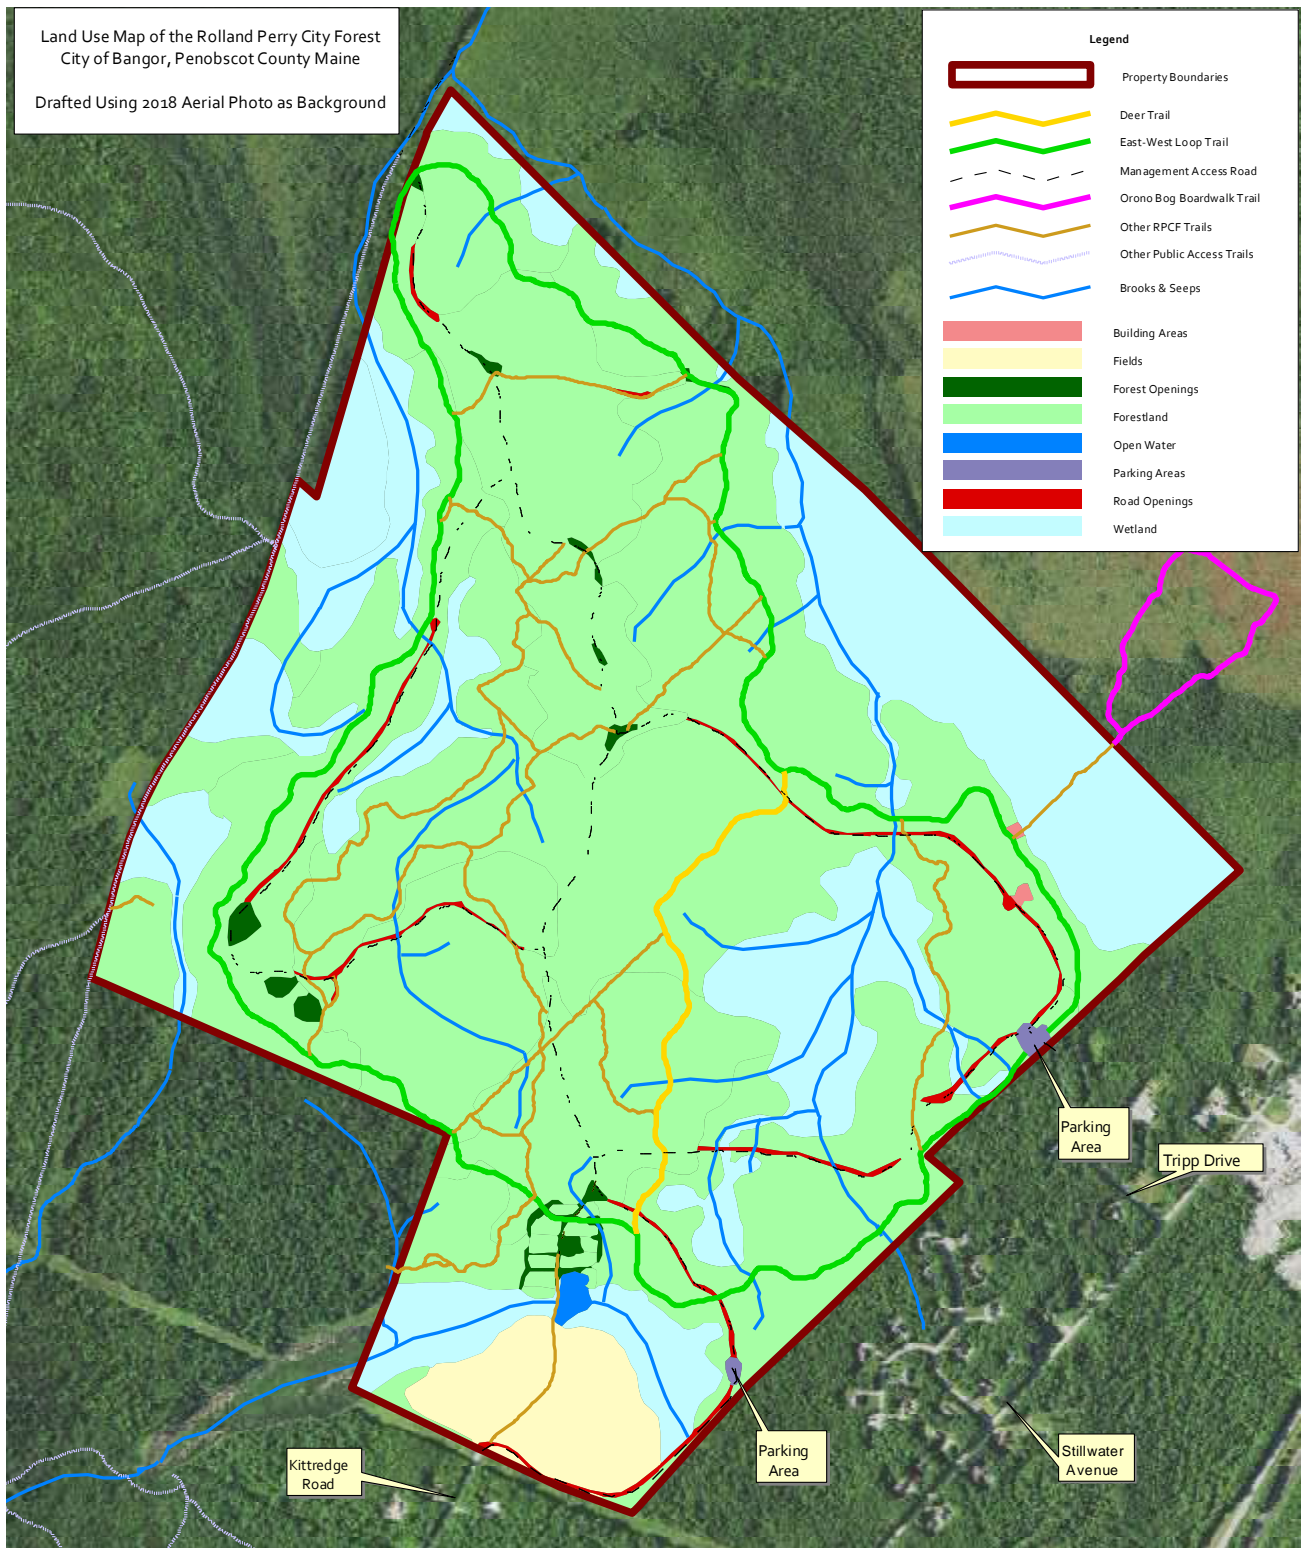 Land Use Map of the Rolland Perry City Forest
City of Bangor, Penobscot County Maine
Drafted Using 2018 Aerial Photo as Background
Legend
Property Boundaries
Deer Trail
East-West Loop Trail
Management Access Road
Orono Bog Boardwalk Trail
Other RPCF Trails
Other Public Access Trails
Brooks & Seeps
Building Areas
Fields
Forest Openings
Forestland
Open Water
Parking Areas
Road Openings
Wetland
Parking
Area
Tripp Drive
Parking
Area
Stillwater
Avenue
Kittredge
Road